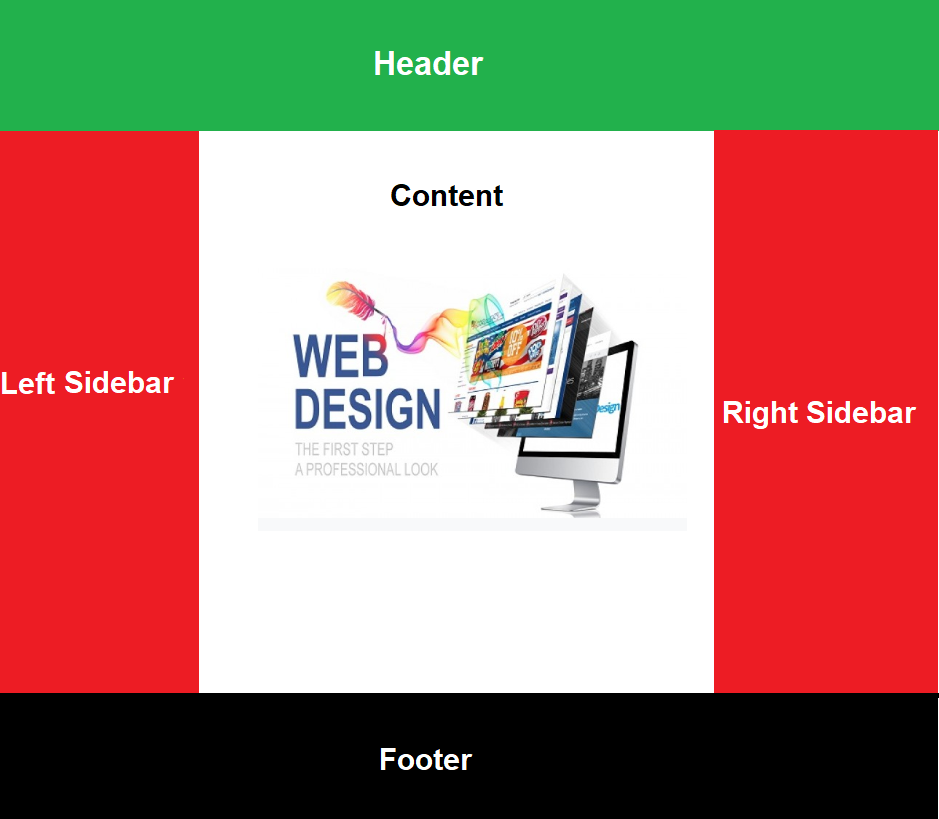 Header
Content
Left Sidebar
WEB
DESIGN
THE FIRST STEP
A PROFESSIONAL LOOK
Right Sidebar
Footer